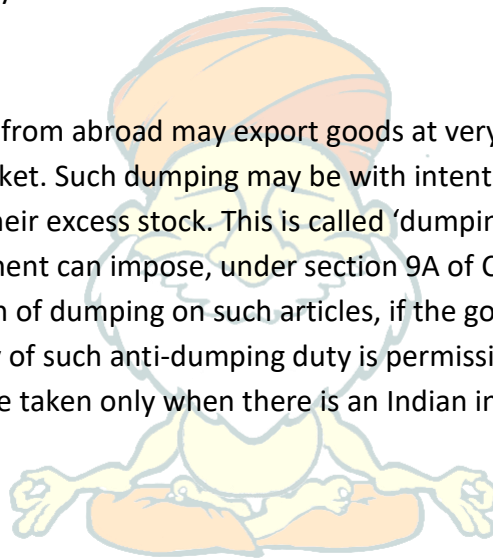 from abroad may export goods at very
ket. Such dumping may be with intent
heir excess stock. This is called ‘dumpin
ment can impose, under section 9A of C
n of dumping on such articles, if the go
y of such anti-dumping duty is permissi
e taken only when there is an Indian in